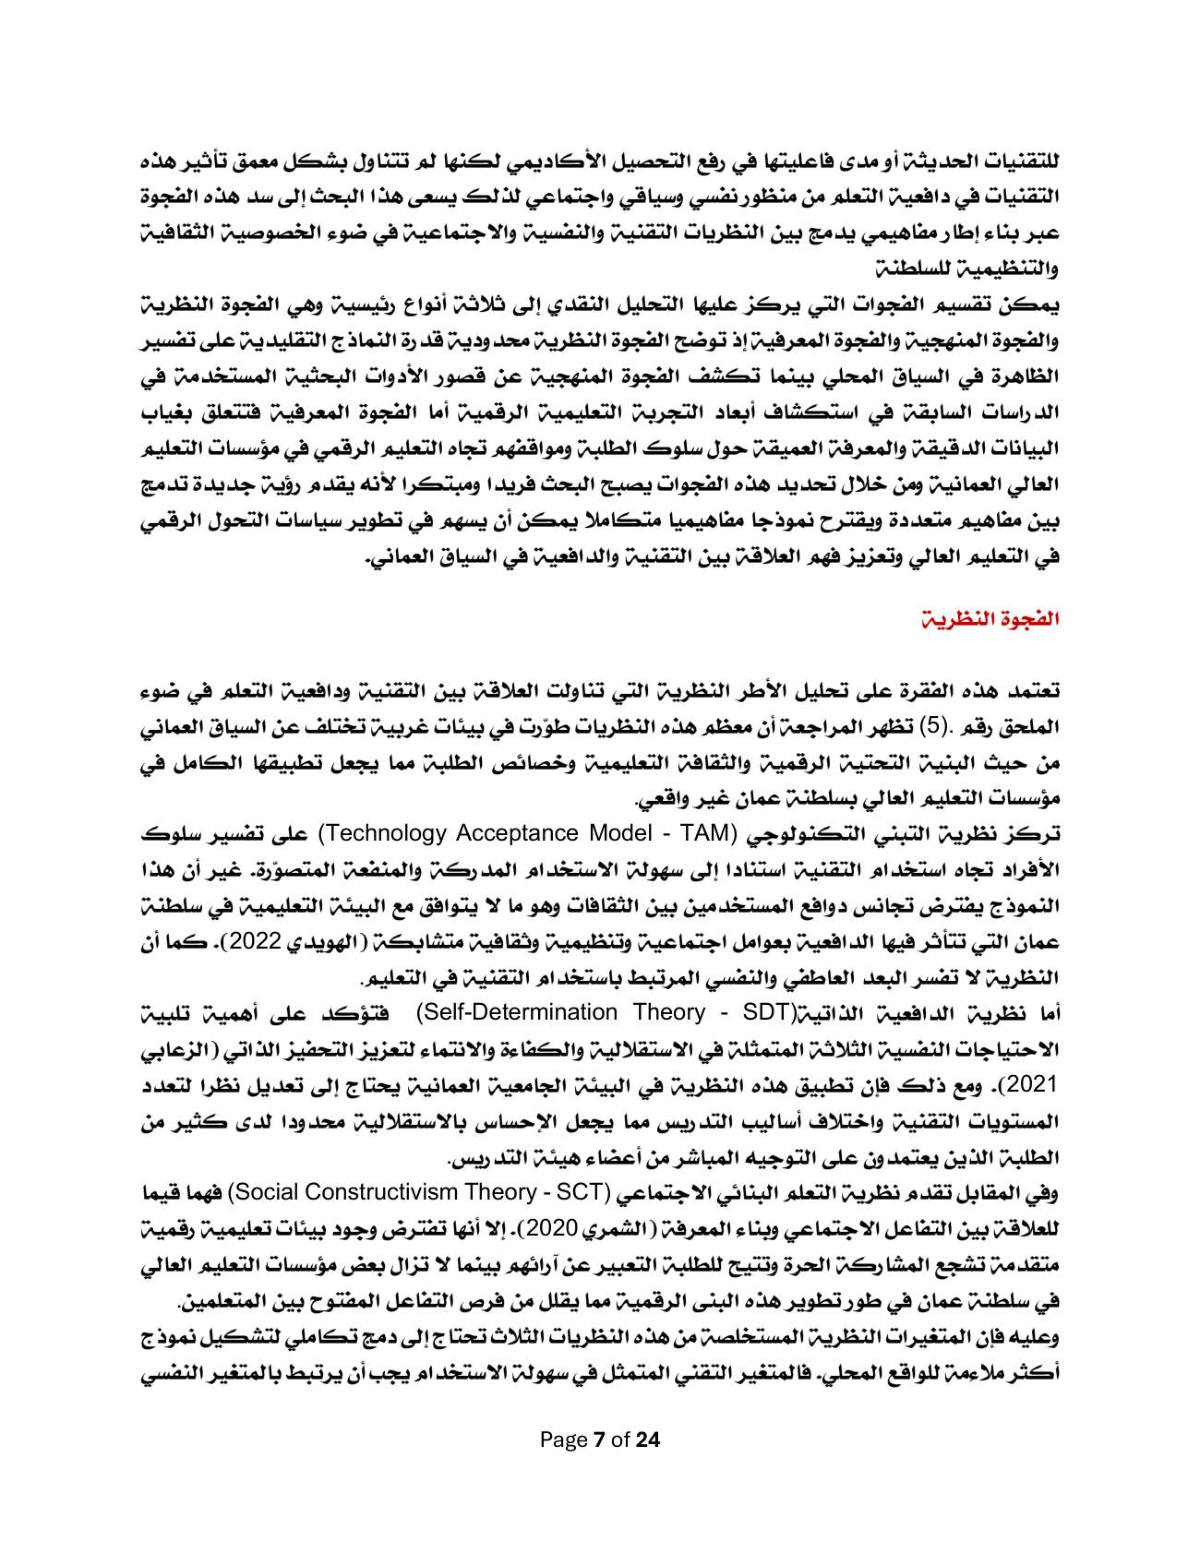 للتقنيات الحديثة أو مدى فاعليتها في رفع التحصيل الأكاديمي لكنها لم تتناول بشكل معمق تأثير هذه
التقنيات في دافعية التعلم من منظور نفسي وسياقي واجتماعي لذلك يسعى هذا البحث إلى سد هذه الفجوة
عبر بناء إطار مفاهيمي يدمج بين النظريات التقنية والنفسية والاجتماعية في ضوء الخصوصية الثقافية
والتنظيمية للسلطنة
يمكن تقسيم الفجوات التي يركز عليها التحليل النقدي إلى ثلاثة أنواع رئيسية وهي الفجوة النظرية
والفجوة المنهجية والفجوة المعرفية إذ توضح الفجوة النظرية محدودية قدرة النماذج التقليدية على تفسير
الظاهرة في السياق المحلي بينما تكشف الفجوة المنهجية عن قصور الأدوات البحثية المستخدمة في
الدراسات السابقة في استكشاف أبعاد التجربة التعليمية الرقمية أما الفجوة المعرفية فتتعلق بغياب
البيانات الدقيقة والمعرفة العميقة حول سلوك الطلبة ومواقفهم تجاه التعليم الرقمي في مؤسسات التعليم
العالي العمانية ومن خلال تحديد هذه الفجوات يصبح البحث فريدا ومبتكرا لأنه يقدم رؤية جديدة تدمج
بين مفاهيم متعددة ويقترح نموذجا مفاهيميا متكاملا يمكن أن يسهم في تطوير سياسات التحول الرقمي
في التعليم العالي وتعزيز فهم العلاقة بين التقنية والدافعية في السياق العماني.
الفجوة النظرية
تعتمد هذه الفقرة على تحليل الأطر النظرية التي تناولت العلاقة بين التقنية ودافعية التعلم في ضوء
الملحق رقم .(5) تظهر المراجعة أن معظم هذه النظريات طوّرت في بيئات غربية تختلف عن السياق العماني
من حيث البنية التحتية الرقمية والثقافة التعليمية وخصائص الطلبة مما يجعل تطبيقها الكامل في
مؤسسات التعليم العالي بسلطنة عمان غير واقعي.
تركز نظرية التبني التكنولوجي (Technology Acceptance Model - TAM) على تفسير سلوك
الأفراد تجاه استخدام التقنية استنادا إلى سهولة الاستخدام المدركة والمنفعة المتصوّرة. غير أن هذا
النموذج يفترض تجانس دوافع المستخدمين بين الثقافات وهو ما لا يتوافق مع البيئة التعليمية في سلطنة
عمان التي تتأثر فيها الدافعية بعوامل اجتماعية وتنظيمية وثقافية متشابكة (الهويدي 2022). كما أن
النظرية لا تفسر البعد العاطفي والنفسي المرتبط باستخدام التقنية في التعليم.
أما نظرية الدافعية الذاتية(Self-Determination Theory - SDT) فتؤكد على أهمية تلبية
الاحتياجات النفسية الثلاثة المتمثلة في الاستقلالية والكفاءة والانتماء لتعزيز التحفيز الذاتي (الزعابي
2021). ومع ذلك فإن تطبيق هذه النظرية في البيئة الجامعية العمانية يحتاج إلى تعديل نظرا لتعدد
المستويات التقنية واختلاف أساليب التدريس مما يجعل الإحساس بالاستقلالية محدودا لدى كثير من
الطلبة الذين يعتمدون على التوجيه المباشر من أعضاء هيئة التدريس.
وفي المقابل تقدم نظرية التعلم البنائي الاجتماعي (Social Constructivism Theory - SCT) فهما قيما
للعلاقة بين التفاعل الاجتماعي وبناء المعرفة (الشمري 2020). إلا أنها تفترض وجود بيئات تعليمية رقمية
متقدمة تشجع المشاركة الحرة وتتيح للطلبة التعبير عن آرائهم بينما لا تزال بعض مؤسسات التعليم العالي
في سلطنة عمان في طور تطوير هذه البنى الرقمية مما يقلل من فرص التفاعل المفتوح بين المتعلمين.
وعليه فإن المتغيرات النظرية المستخلصة من هذه النظريات الثلاث تحتاج إلى دمج تكاملي لتشكيل نموذج
أكثر ملاءمة للواقع المحلي. فالمتغير التقني المتمثل في سهولة الاستخدام يجب أن يرتبط بالمتغير النفسي
Page 7 of 24